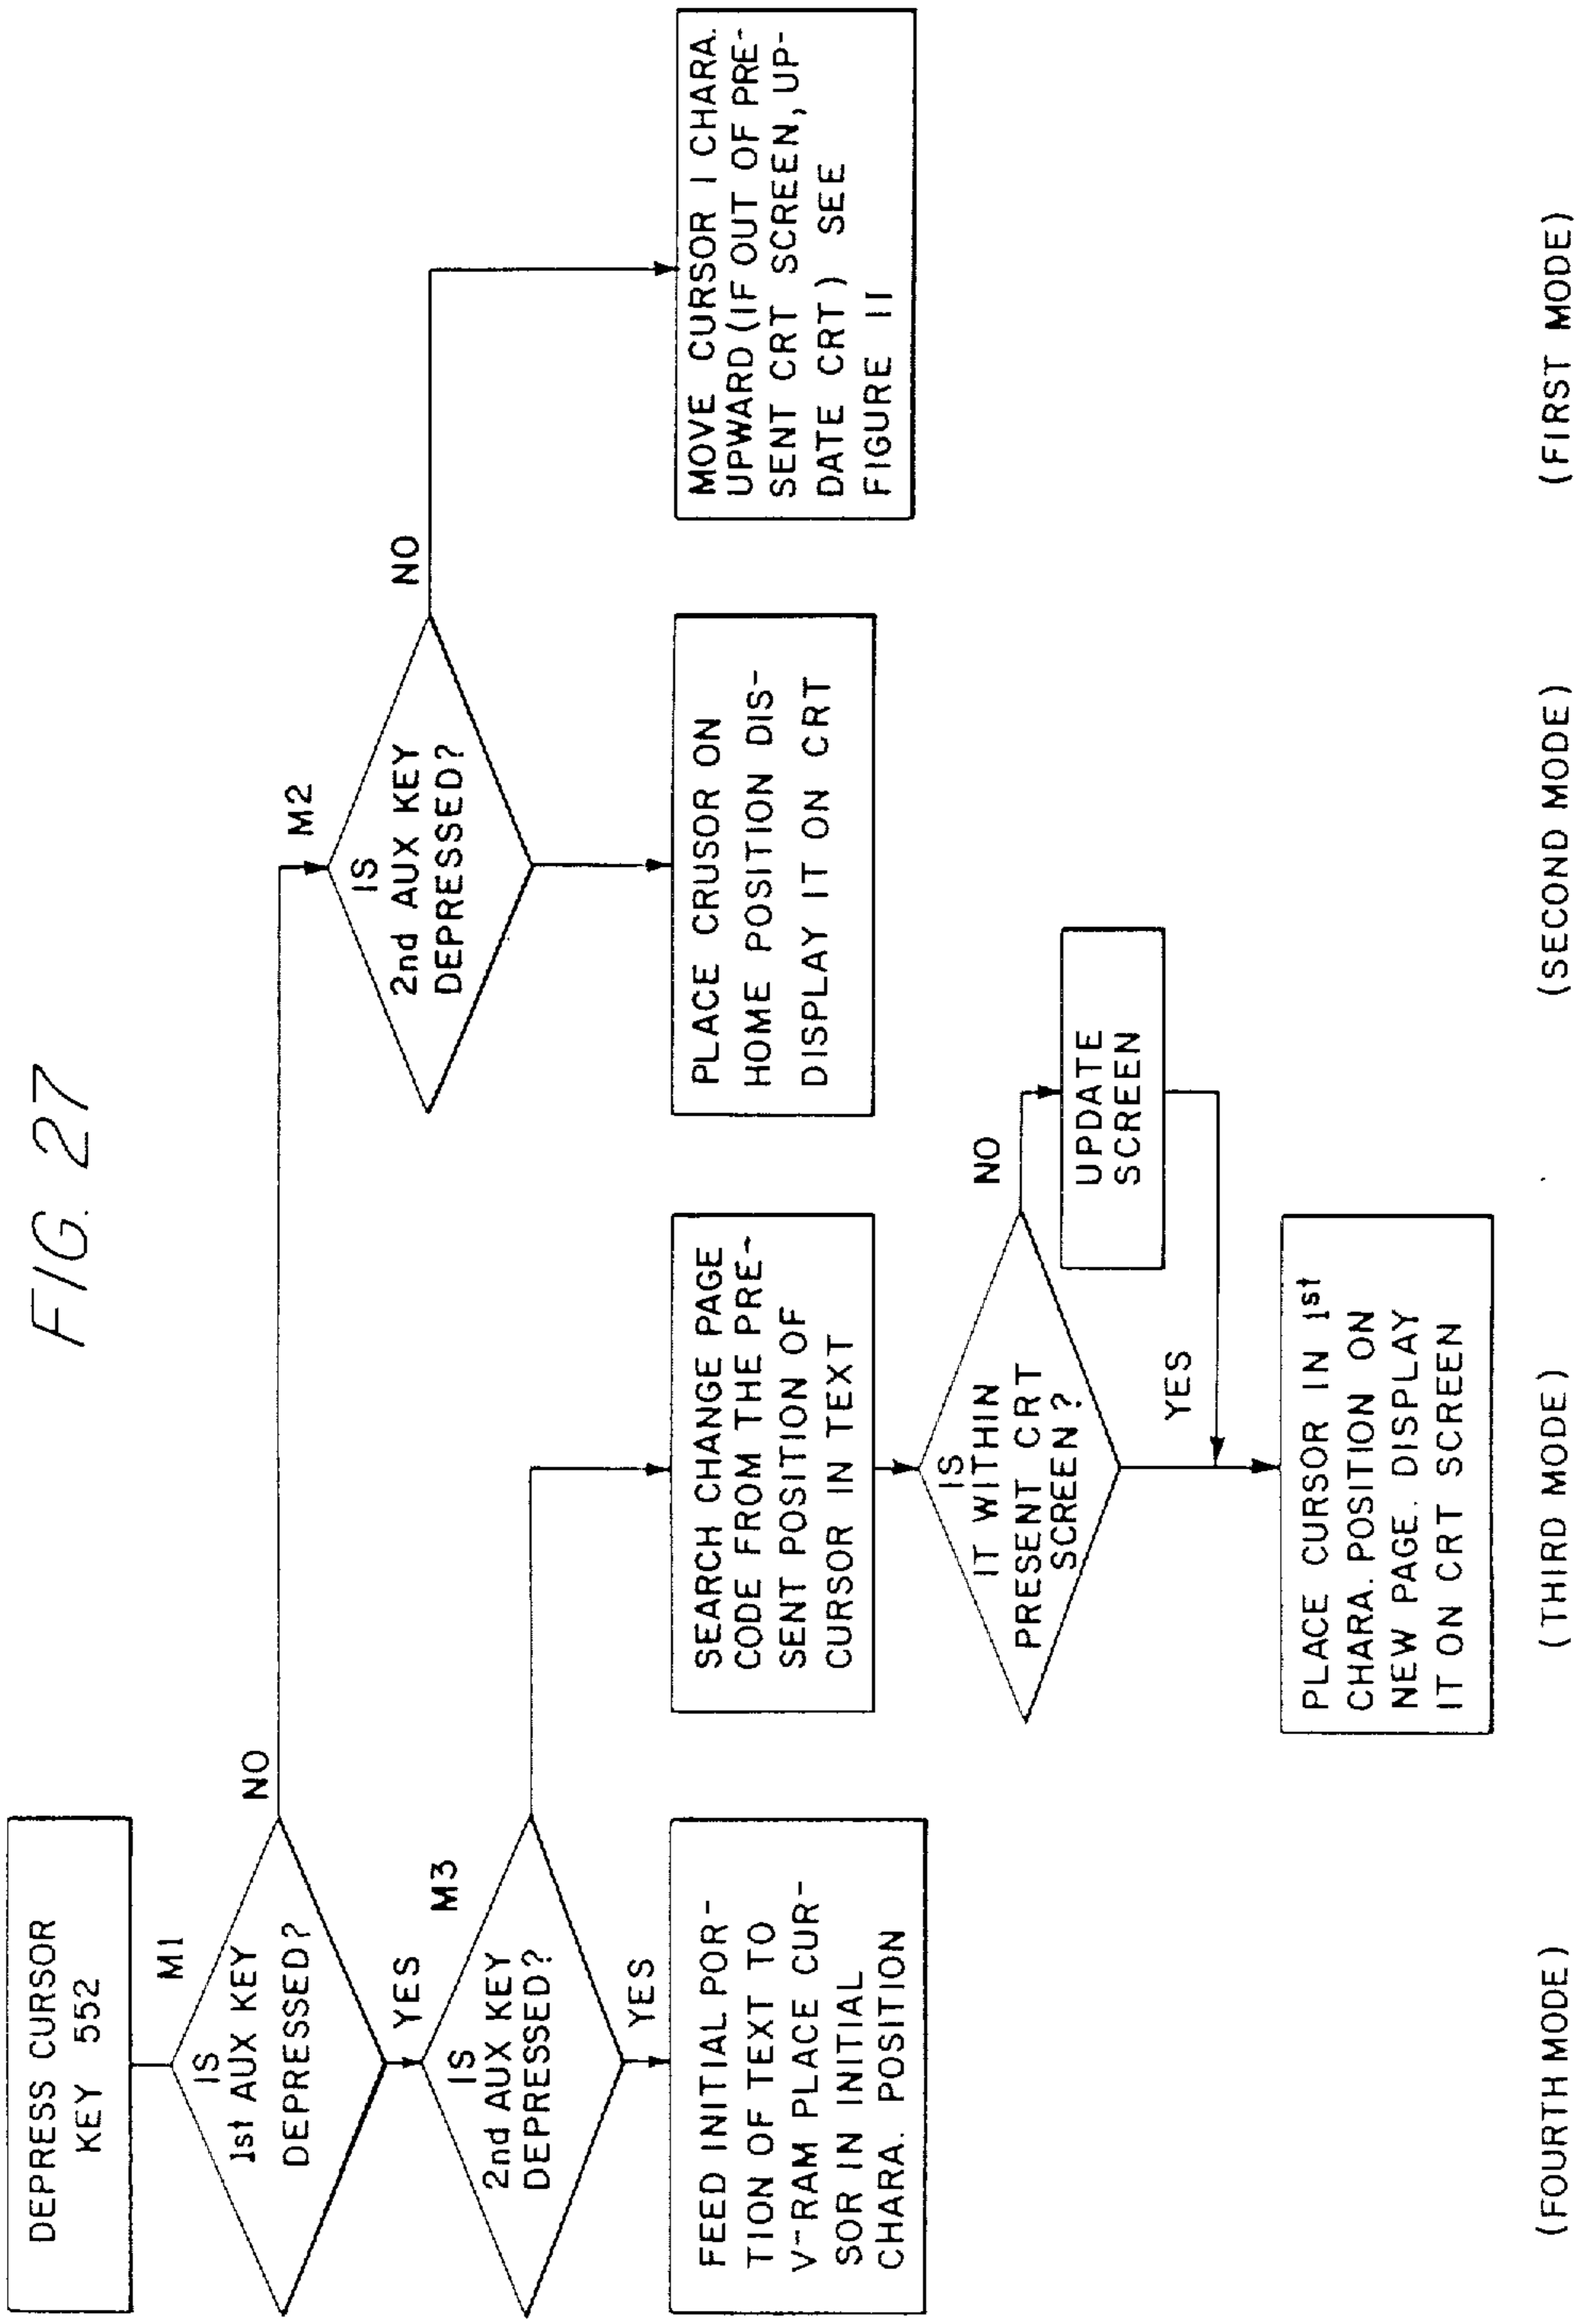 FIG. 27
DEPRESS CURSOR
KEY 552
M1
IS
1st AUX KEY
DEPRESSED?
NO
YES
M2
IS
2nd AUX KEY
DEPRESSED?
NO
M3
IS
2nd AUX KEY
DEPRESSED?
YES
FEED INITIAL POR-
TION OF TEXT TO
V-RAM PLACE CUR-
SOR IN INITIAL
CHARA. POSITION
SEARCH CHANGE PAGE
CODE FROM THE PRE-
SENT POSITION OF
CURSOR IN TEXT
IS
IT WITHIN
PRESENT CRT
SCREEN?
NO
UPDATE
SCREEN
YES
PLACE CURSOR IN 1st
CHARA. POSITION ON
NEW PAGE. DISPLAY
IT ON CRT SCREEN
PLACE CRUSOR ON
HOME POSITION DIS-
DISPLAY IT ON CRT
MOVE CURSOR 1 CHARA.
UPWARD (IF OUT OF PRE-
SENT CRT SCREEN, UP-
DATE CRT) SEE
FIGURE 11
(FOURTH MODE)
(THIRD MODE)
(SECOND MODE)
(FIRST MODE)